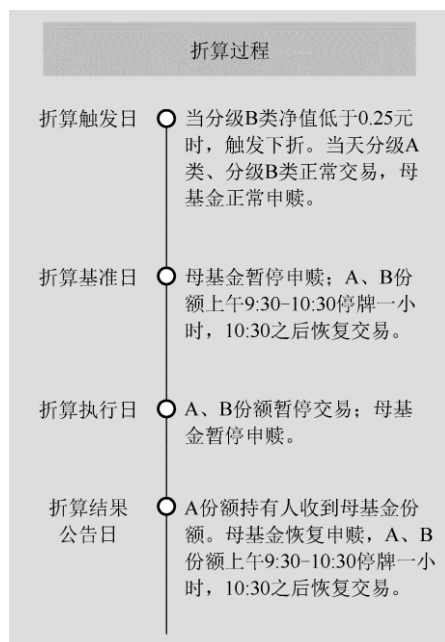 折算过程
折算触发日
当分级B类净值低于0.25元
时，触发下折。当天分级A
类、分级B类正常交易，母
基金正常申赎。
折算基准日
母基金暂停申赎；A、B份
额上午9:30-10:30停牌一小
时，10:30之后恢复交易。
折算执行日
A、B份额暂停交易；母基
金暂停申赎。
折算结果
公告日
A份额持有人收到母基金份
额。母基金恢复申赎，A、B
份额上午9:30-10:30停牌一小
时，10:30之后恢复交易。